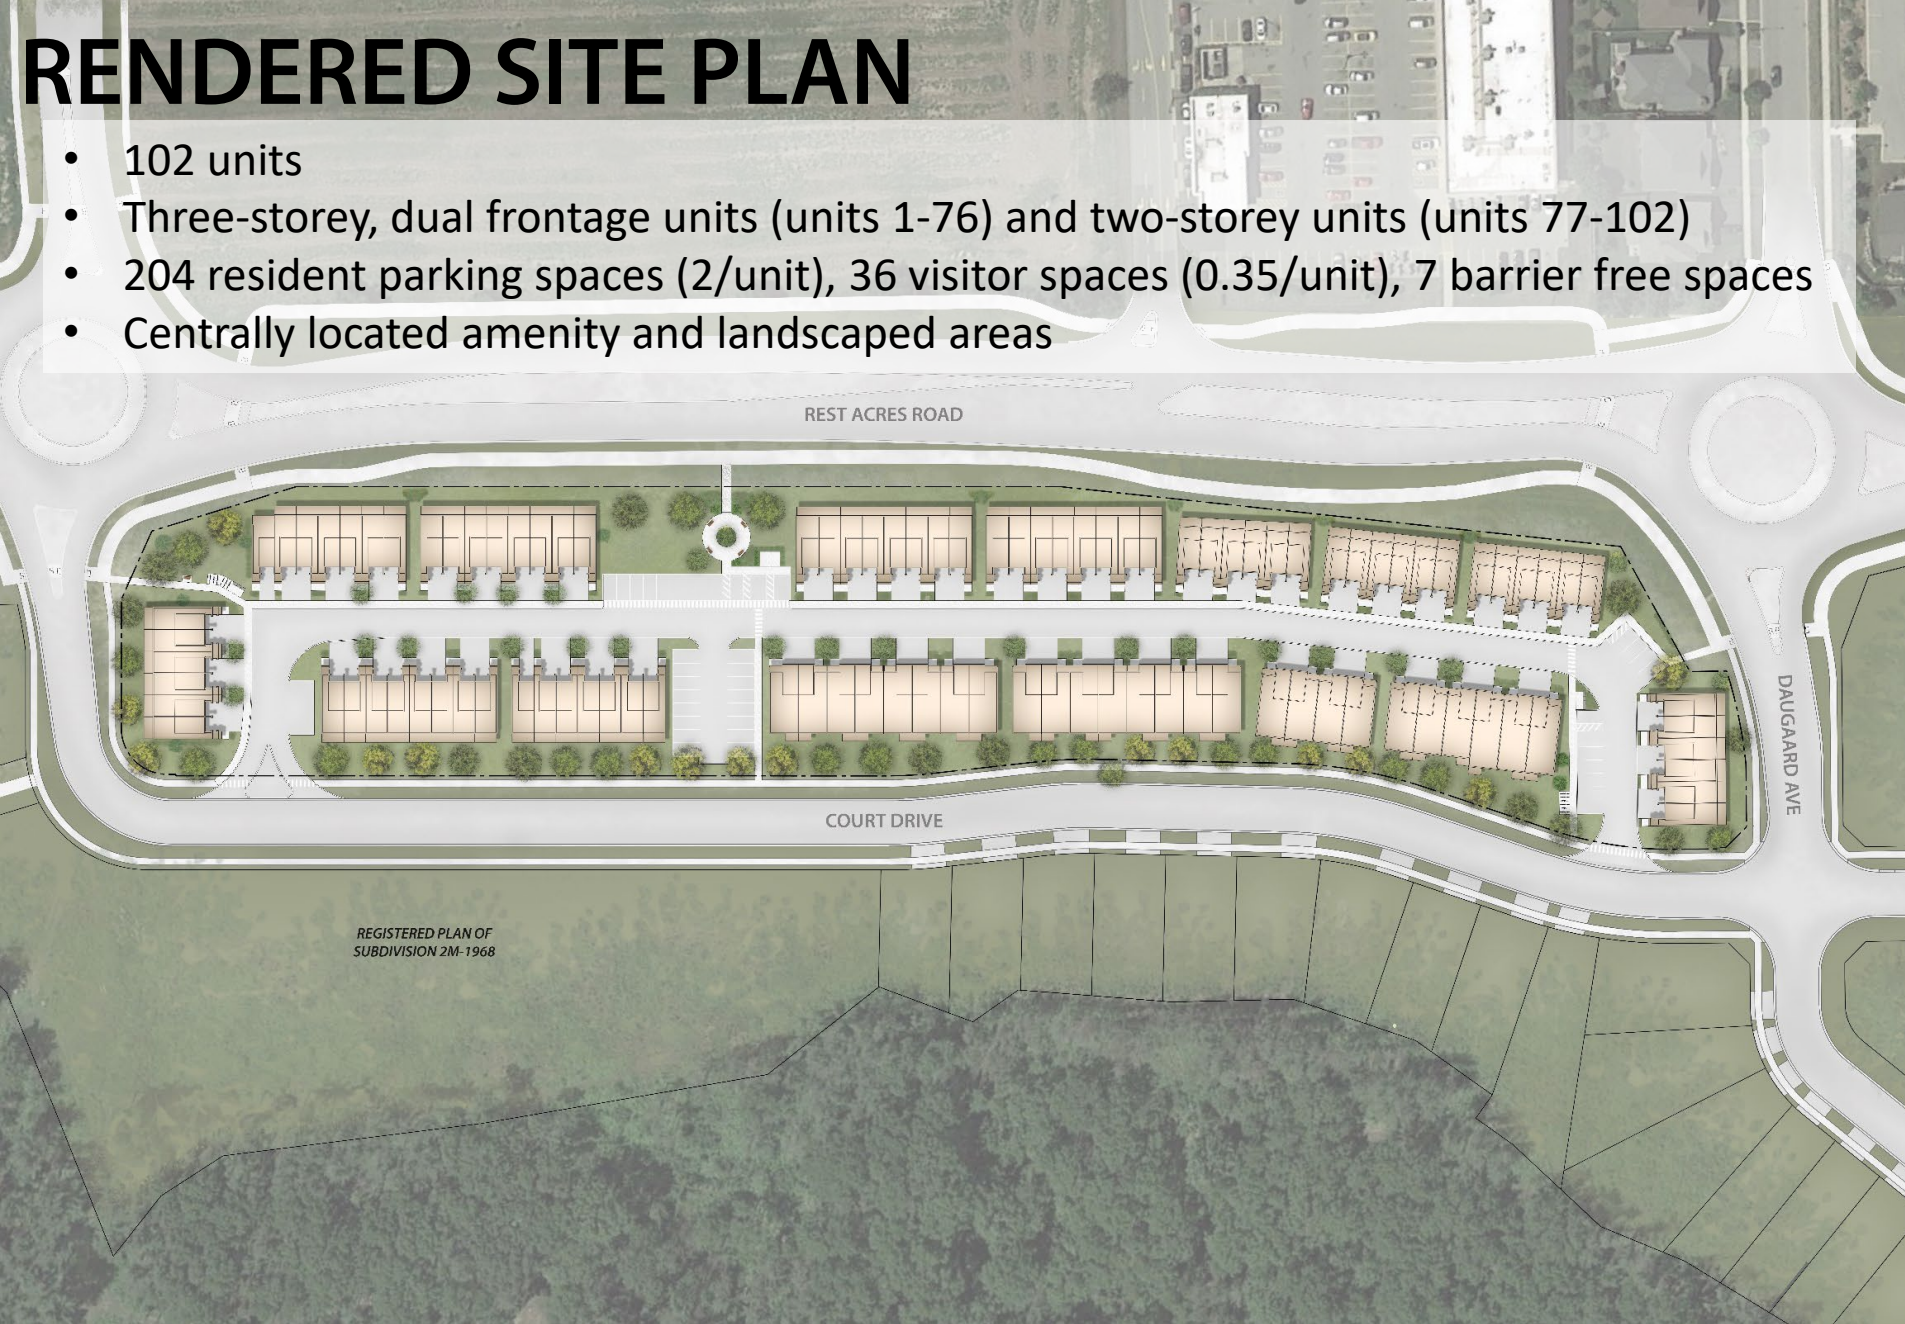 RENDERED SITE PLAN
• 102 units
• Three-storey, dual frontage units (units 1-76) and two-storey units (units 77-102)
• 204 resident parking spaces (2/unit), 36 visitor spaces (0.35/unit), 7 barrier free spaces
• Centrally located amenity and landscaped areas
REST ACRES ROAD
DAUGAARD AVE
COURT DRIVE
REGISTERED PLAN OF
SUBDIVISION 2M-1968